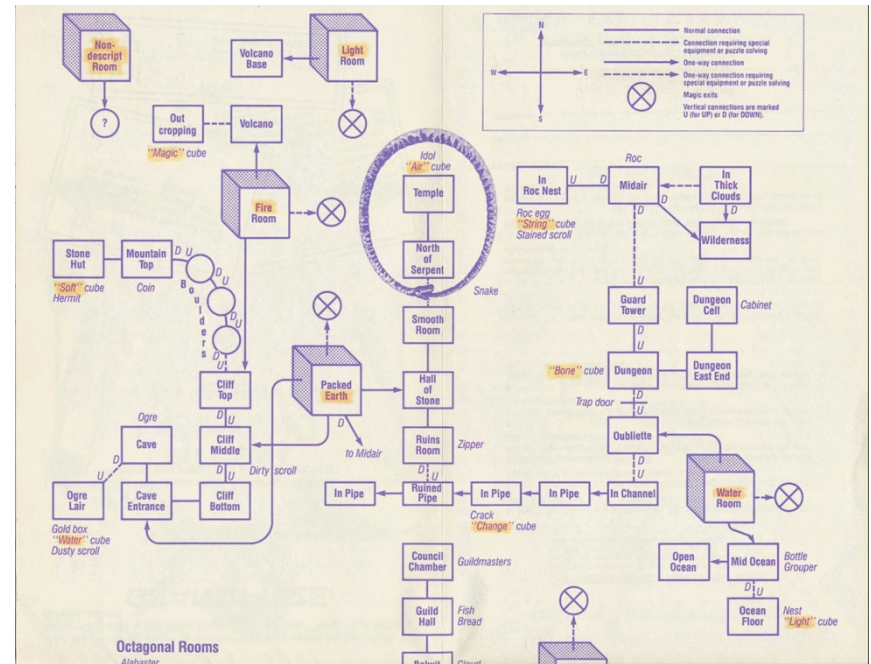 Non-
descript
Room
?
Volcano
Base
Light
Room
Out
cropping
Volcano
"Magic" cube
Fire
Room
N
W
E
S
Normal connection
Connection requiring special
equipment or puzzle solving
One-way connection
One-way connection requiring
special equipment or puzzle solving
Magic exits
Vertical connections are marked
U (for UP) or D (for DOWN).
Idol
"Air" cube
Temple
North
of
Serpent
Snake
Smooth
Room
Hall
of
Stone
Ruins
Room
Zipper
D
U
Ruined
Pipe
Roc
In
Roc Nest
U
D
Midair
D
D
In
Thick
Clouds
D
Wilderness
Roc egg
"String" cube
Stained scroll
U
Guard
Tower
D
U
Dungeon
Cell
Cabinet
"Bone" cube
Dungeon
Dungeon
East End
Trap door
D
U
Oubliette
D
U
In Channel
In Pipe
In Pipe
In Pipe
Crack
"Change" cube
Stone
Hut
Mountain
Top
D
U
D
U
D
U
D
U
Boulders
"Soft" cube
Hermit
Coin
Cliff
Top
D
U
Cliff
Middle
Dirty scroll
D
U
Cliff
Bottom
Packed
Earth
D
to Midair
Ogre
Cave
D
U
Ogre
Lair
Cave
Entrance
Gold box
"Water" cube
Dusty scroll
Water
Room
Open
Ocean
Mid Ocean
Bottle
Grouper
D
U
Ocean
Floor
Nest
"Light" cube
Council
Chamber
Guildmasters
Guild
Hall
Fish
Bread
Octagonal Rooms
Alabaster
Cloud